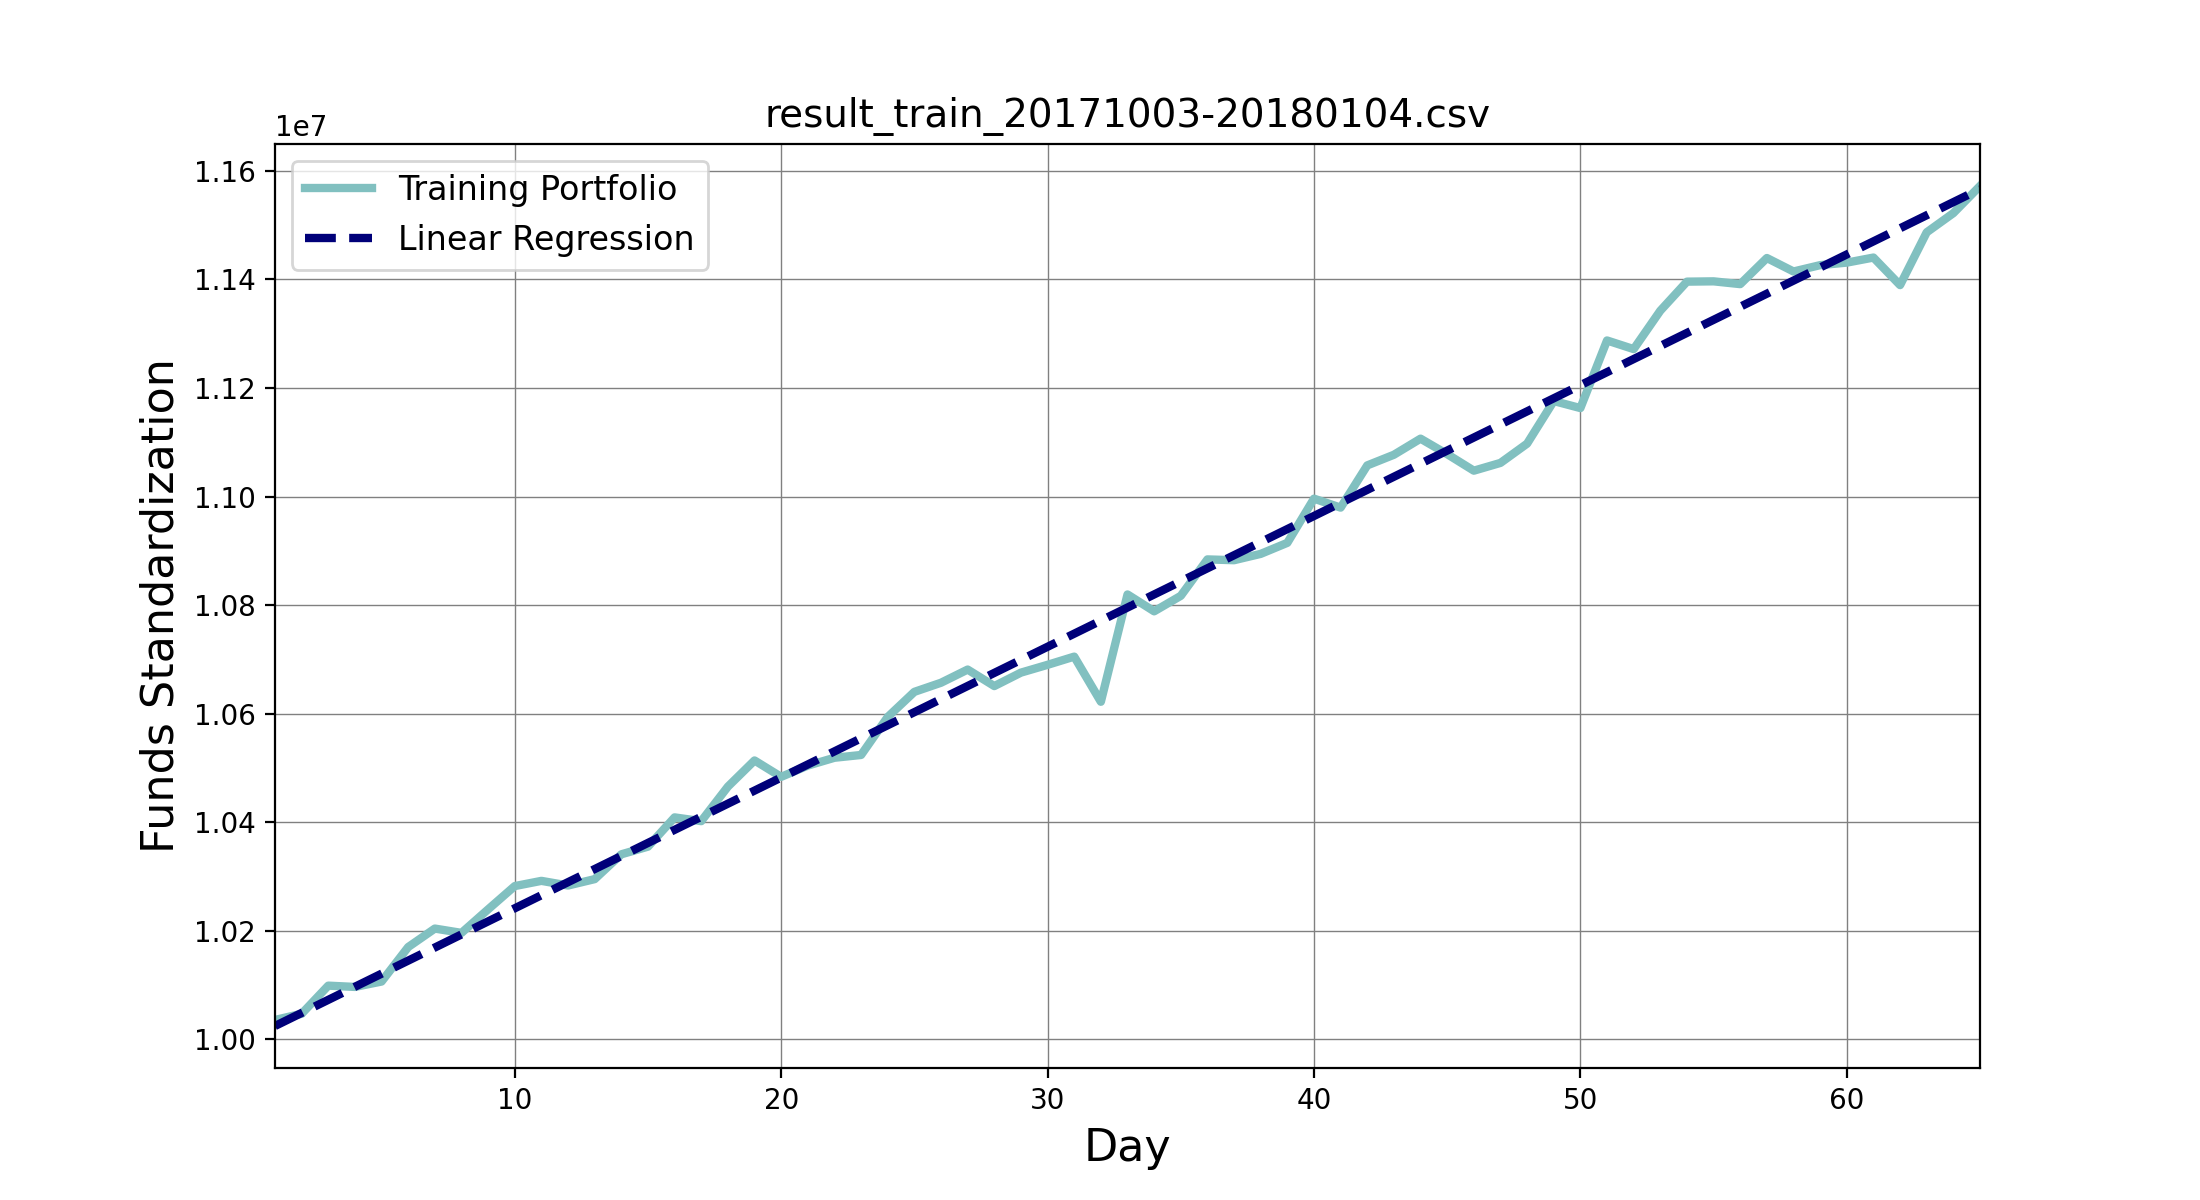 result_train_20171003-20180104.csv
1e7
Training Portfolio
Linear Regression
1.16
1.14
1.12
1.10
1.08
1.06
1.04
1.02
1.00
Funds Standardization
10 20 30 40 50 60
Day